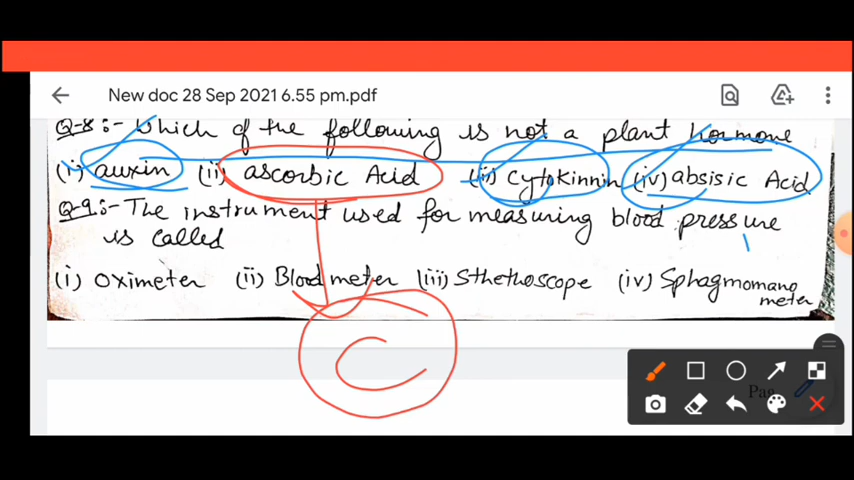 New doc 28 Sep 2021 6.55 pm.pdf
Q-8:- Which of the following is not a plant hormone
(i) auxin (ii) ascorbic Acid (iii) Cytokinnin (iv) absisic Acid
Q-9:- The instrument used for measuring blood pressure
is called
(i) Oximeter (ii) Blood meter (iii) Sthethoscope (iv) Sphagmomano
meter
C
Pag